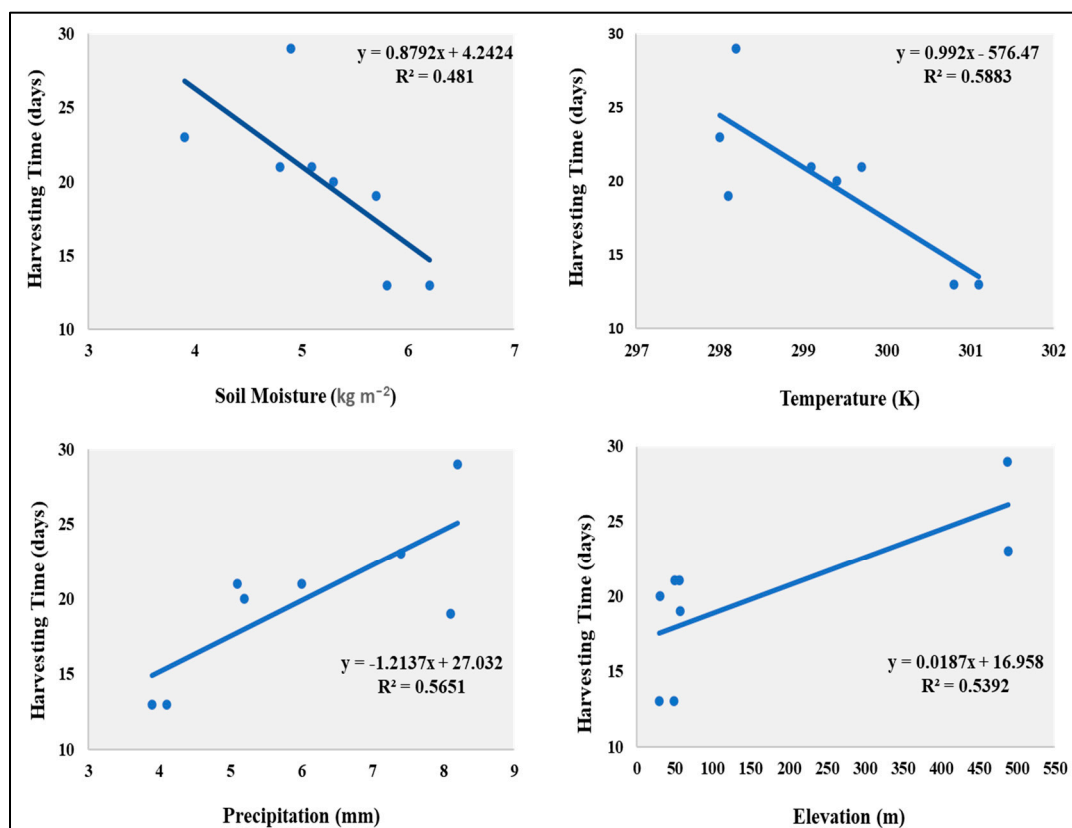 30
25
20
15
10
Harvesting Time (days)
y = 0.8792x + 4.2424
R² = 0.481
3 4 5 6 7
Soil Moisture (kg m⁻²)
30
25
20
15
10
Harvesting Time (days)
y = 0.992x - 576.47
R² = 0.5883
297 298 299 300 301 302
Temperature (K)
30
25
20
15
10
Harvesting Time (days)
y = -1.2137x + 27.032
R² = 0.5651
3 4 5 6 7 8 9
Precipitation (mm)
30
25
20
15
10
Harvesting Time (days)
y = 0.0187x + 16.958
R² = 0.5392
0 50 100 150 200 250 300 350 400 450 500 550
Elevation (m)